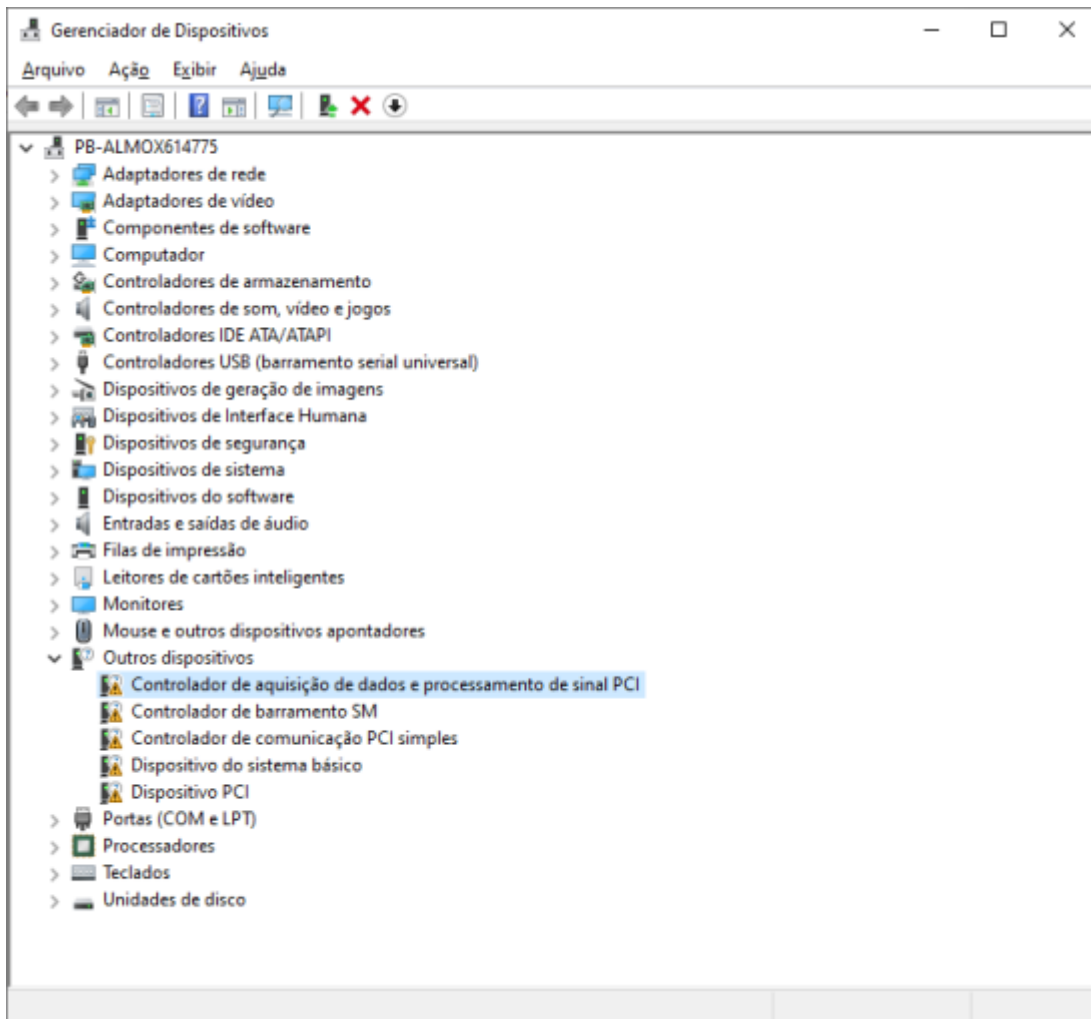 Gerenciador de Dispositivos
Arquivo Ação Exibir Ajuda
PB-ALMOX614775
Adaptadores de rede
Adaptadores de vídeo
Componentes de software
Computador
Controladores de armazenamento
Controladores de som, vídeo e jogos
Controladores IDE ATA/ATAPI
Controladores USB (barramento serial universal)
Dispositivos de geração de imagens
Dispositivos de Interface Humana
Dispositivos de segurança
Dispositivos de sistema
Dispositivos do software
Entradas e saídas de áudio
Filas de impressão
Leitores de cartões inteligentes
Monitores
Mouse e outros dispositivos apontadores
Outros dispositivos
Controlador de aquisição de dados e processamento de sinal PCI
Controlador de barramento SM
Controlador de comunicação PCI simples
Dispositivo do sistema básico
Dispositivo PCI
Portas (COM e LPT)
Processadores
Teclados
Unidades de disco